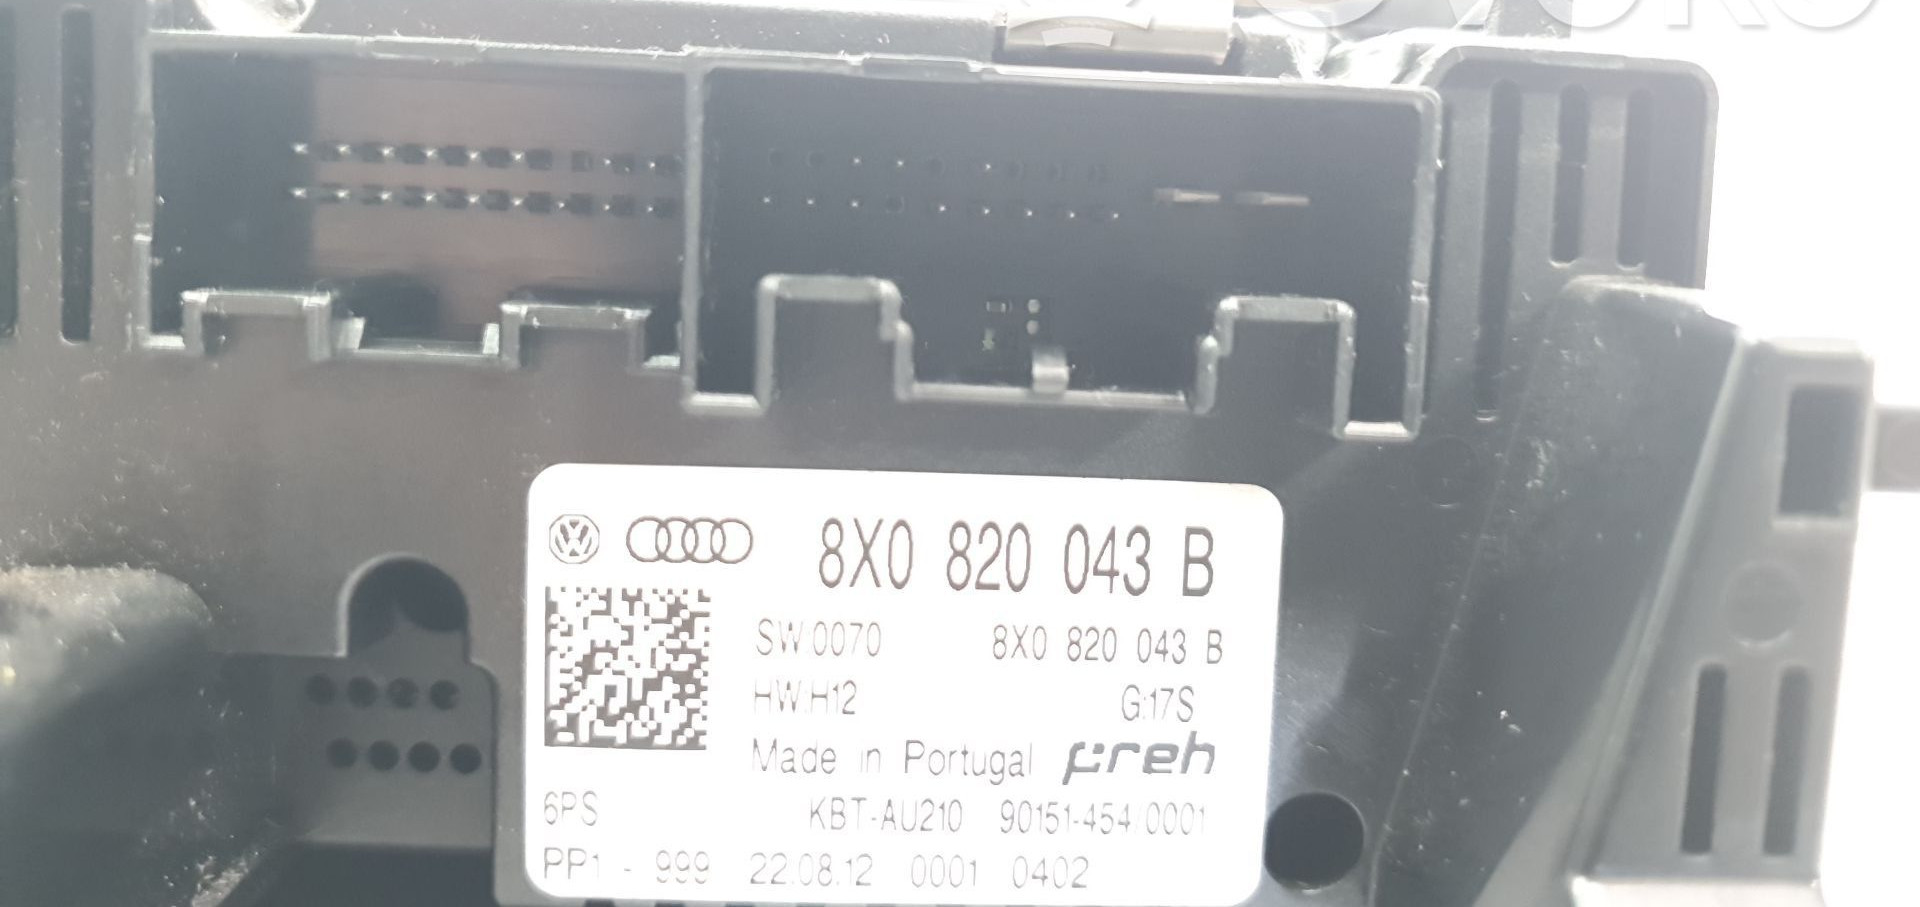 OVOKO
8X0 820 043 B
SW:0070 8X0 820 043 B
HW:H12 G:17S
Made in Portugal preh
6PS KBT-AU210 90151-454/0001
PP1 - 999 22.08.12 0001 0402